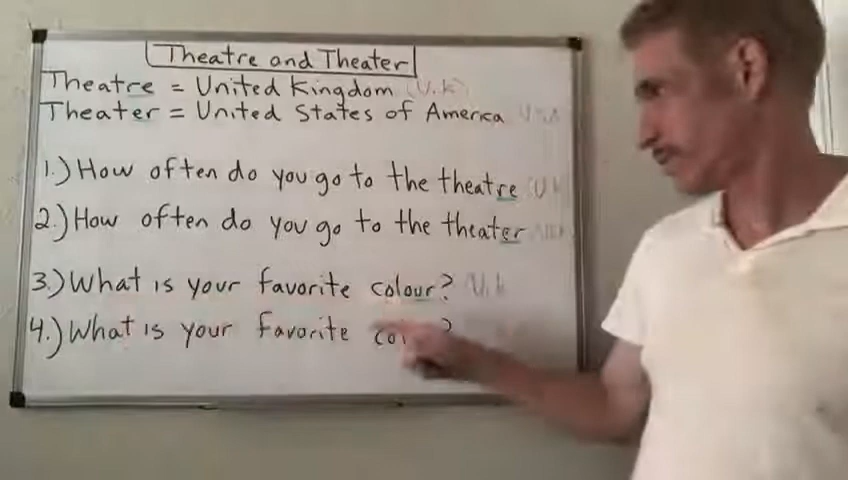 Theatre and Theater
Theatre = United Kingdom (U.K)
Theater = United States of America USA
1.) How often do you go to the theatre (U.K
2.) How often do you go to the theater
3.) What is your favorite colour? U.K
4.) What is your favorite ?